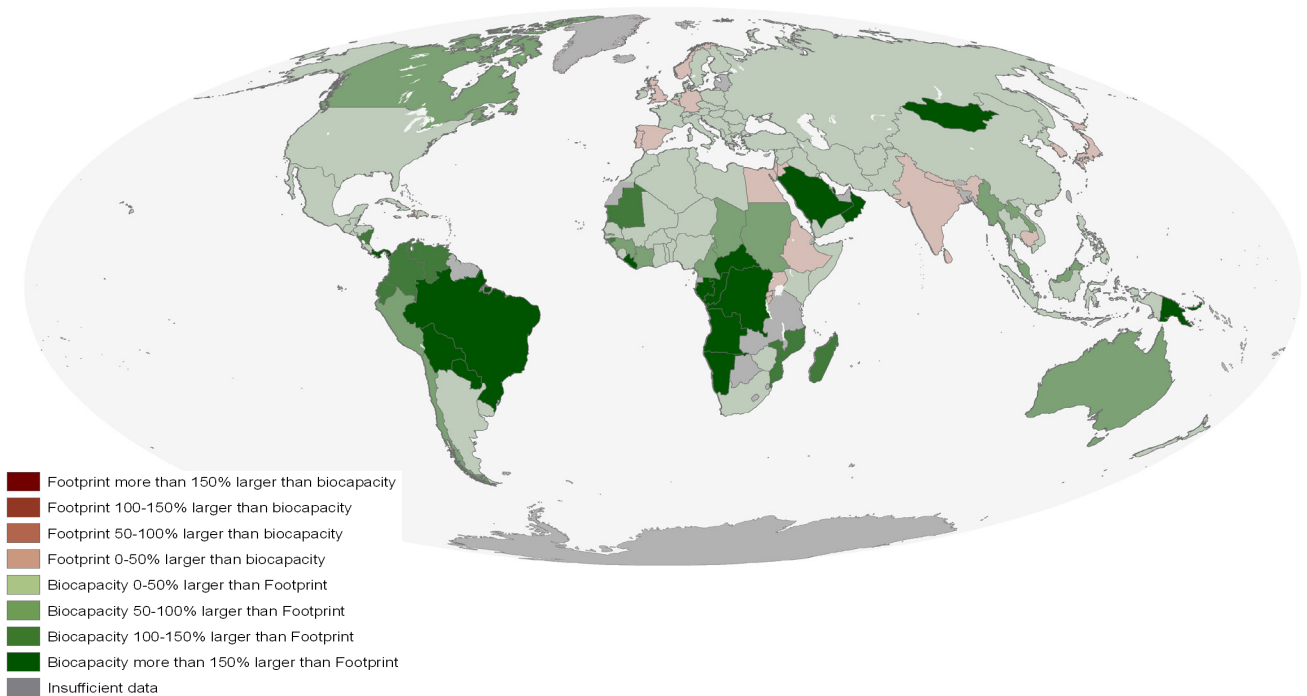 Footprint more than 150% larger than biocapacity
Footprint 100-150% larger than biocapacity
Footprint 50-100% larger than biocapacity
Footprint 0-50% larger than biocapacity
Biocapacity 0-50% larger than Footprint
Biocapacity 50-100% larger than Footprint
Biocapacity 100-150% larger than Footprint
Biocapacity more than 150% larger than Footprint
Insufficient data